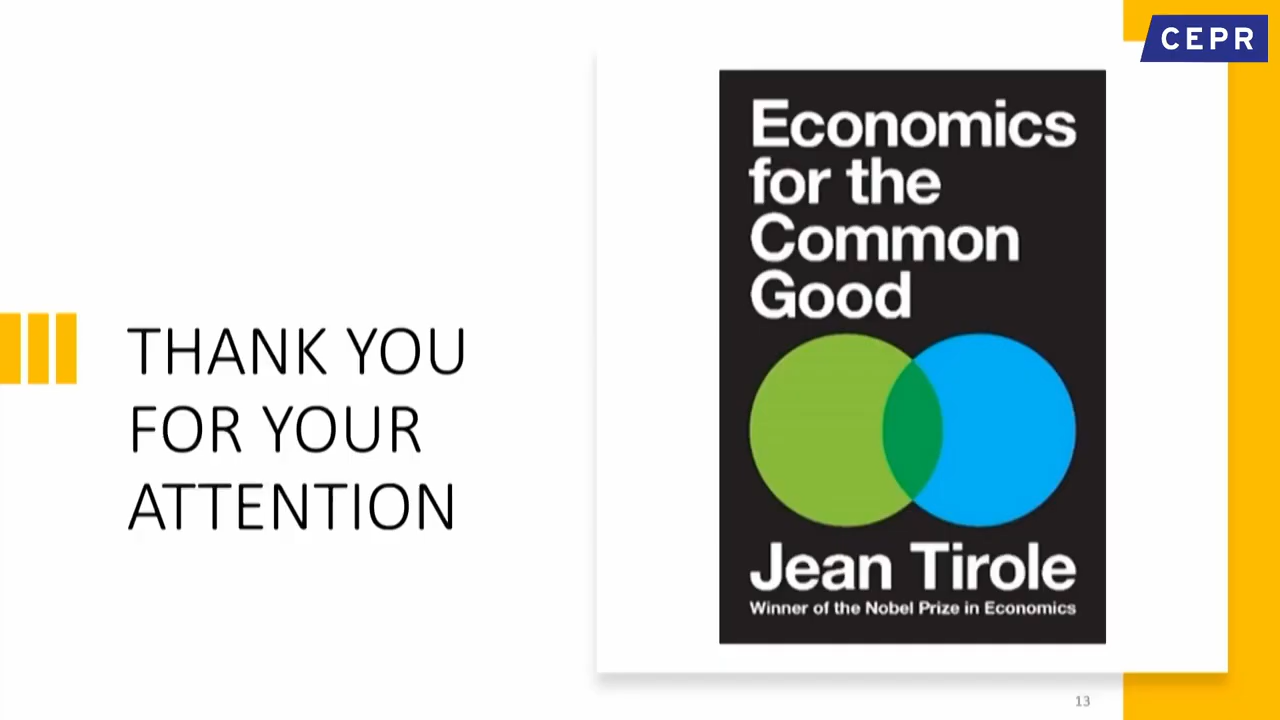 CEPR
THANK YOU
FOR YOUR
ATTENTION
Economics
for the
Common
Good
Jean Tirole
Winner of the Nobel Prize in Economics
13